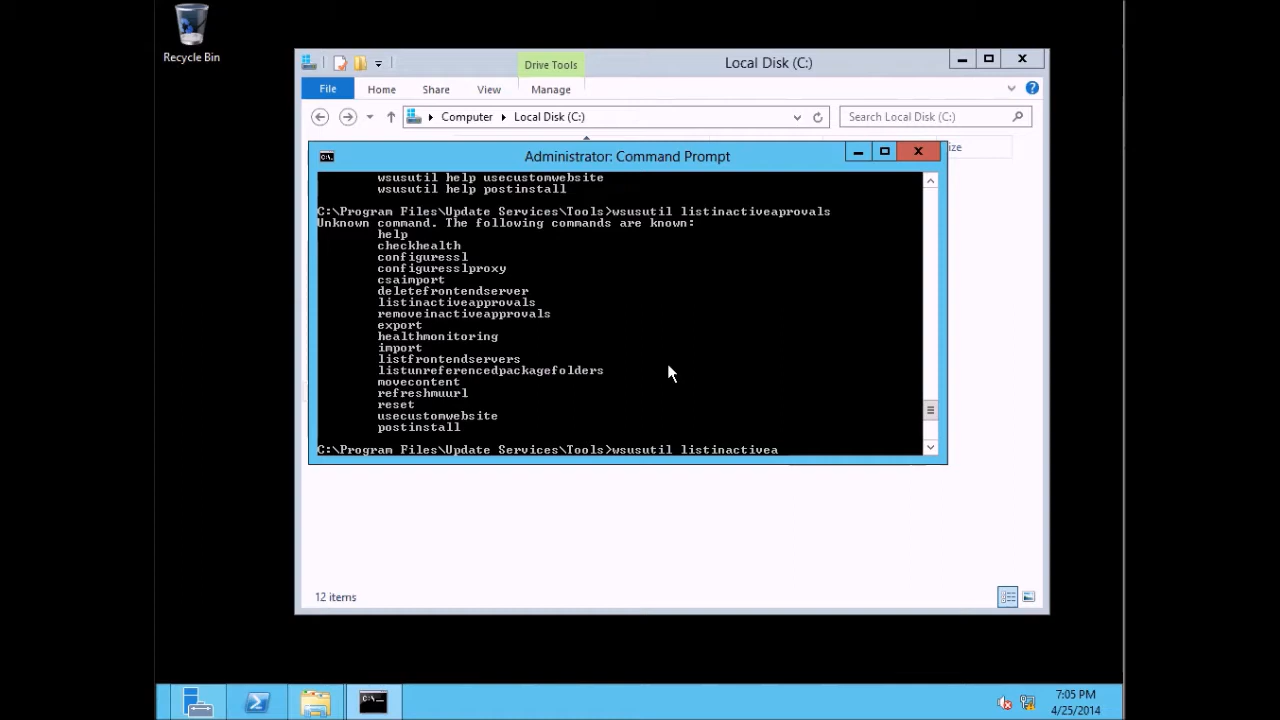 Recycle Bin
Drive Tools
Local Disk (C:)
File
Home
Share
View
Manage
Computer
Local Disk (C:)
Search Local Disk (C:)
Administrator: Command Prompt
wsusutil help usecustomwebsite
wsusutil help postinstall
C:\Program Files\Update Services\Tools>wsusutil listinactiveaprovals
Unknown command. The following commands are known:
help
checkhealth
configuressl
configuresslproxy
csaimport
deletefrontendserver
listinactiveapprovals
removeinactiveapprovals
export
healthmonitoring
import
listfrontendservers
listunreferencedpackagefolders
movecontent
refreshmuurl
reset
usecustomwebsite
postinstall
C:\Program Files\Update Services\Tools>wsusutil listinactivea
12 items
7:05 PM
4/25/2014